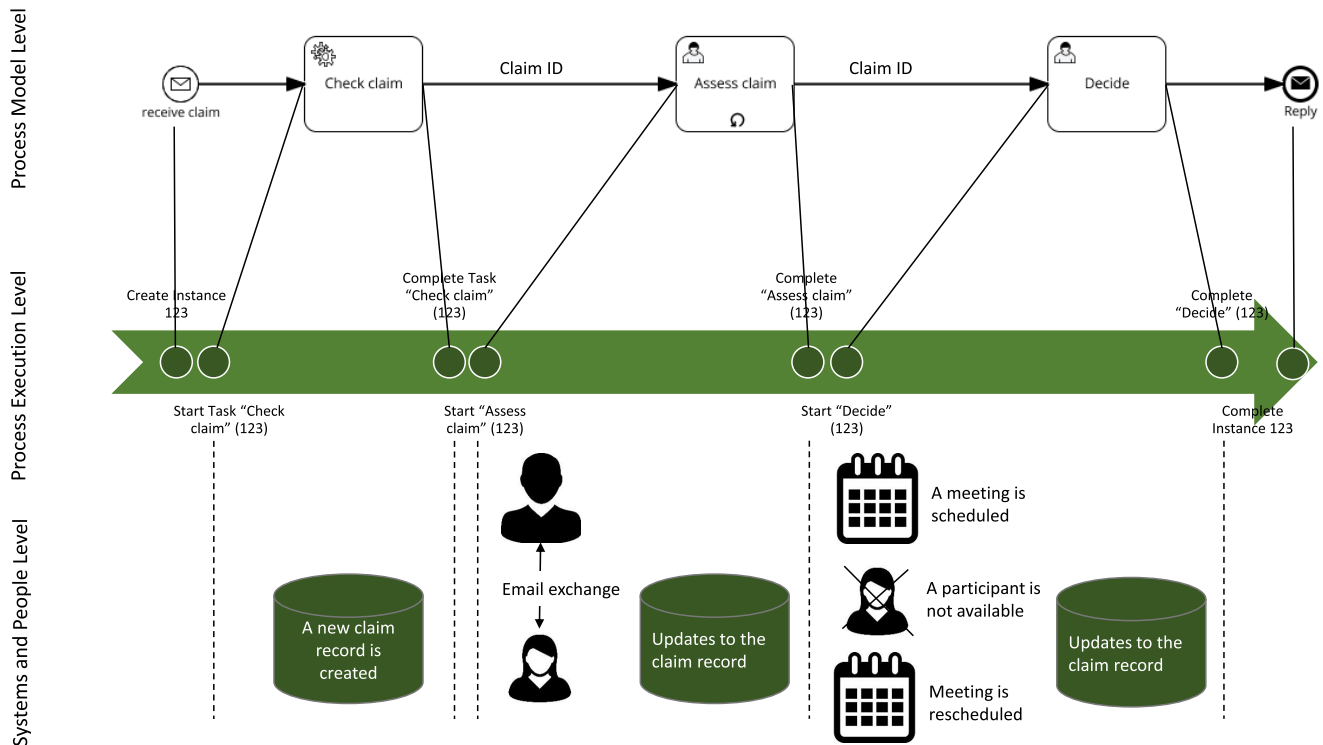 Process Model Level
receive claim
Check claim
Claim ID
Assess claim
Claim ID
Decide
Reply
Process Execution Level
Create Instance
123
Complete Task
“Check claim”
(123)
Complete
“Assess claim”
(123)
Complete
“Decide” (123)
Start Task “Check
claim” (123)
Start “Assess
claim” (123)
Start “Decide”
(123)
Complete
Instance 123
Systems and People Level
A new claim
record is
created
Email exchange
Updates to the
claim record
A meeting is
scheduled
A participant is
not available
Meeting is
rescheduled
Updates to the
claim record